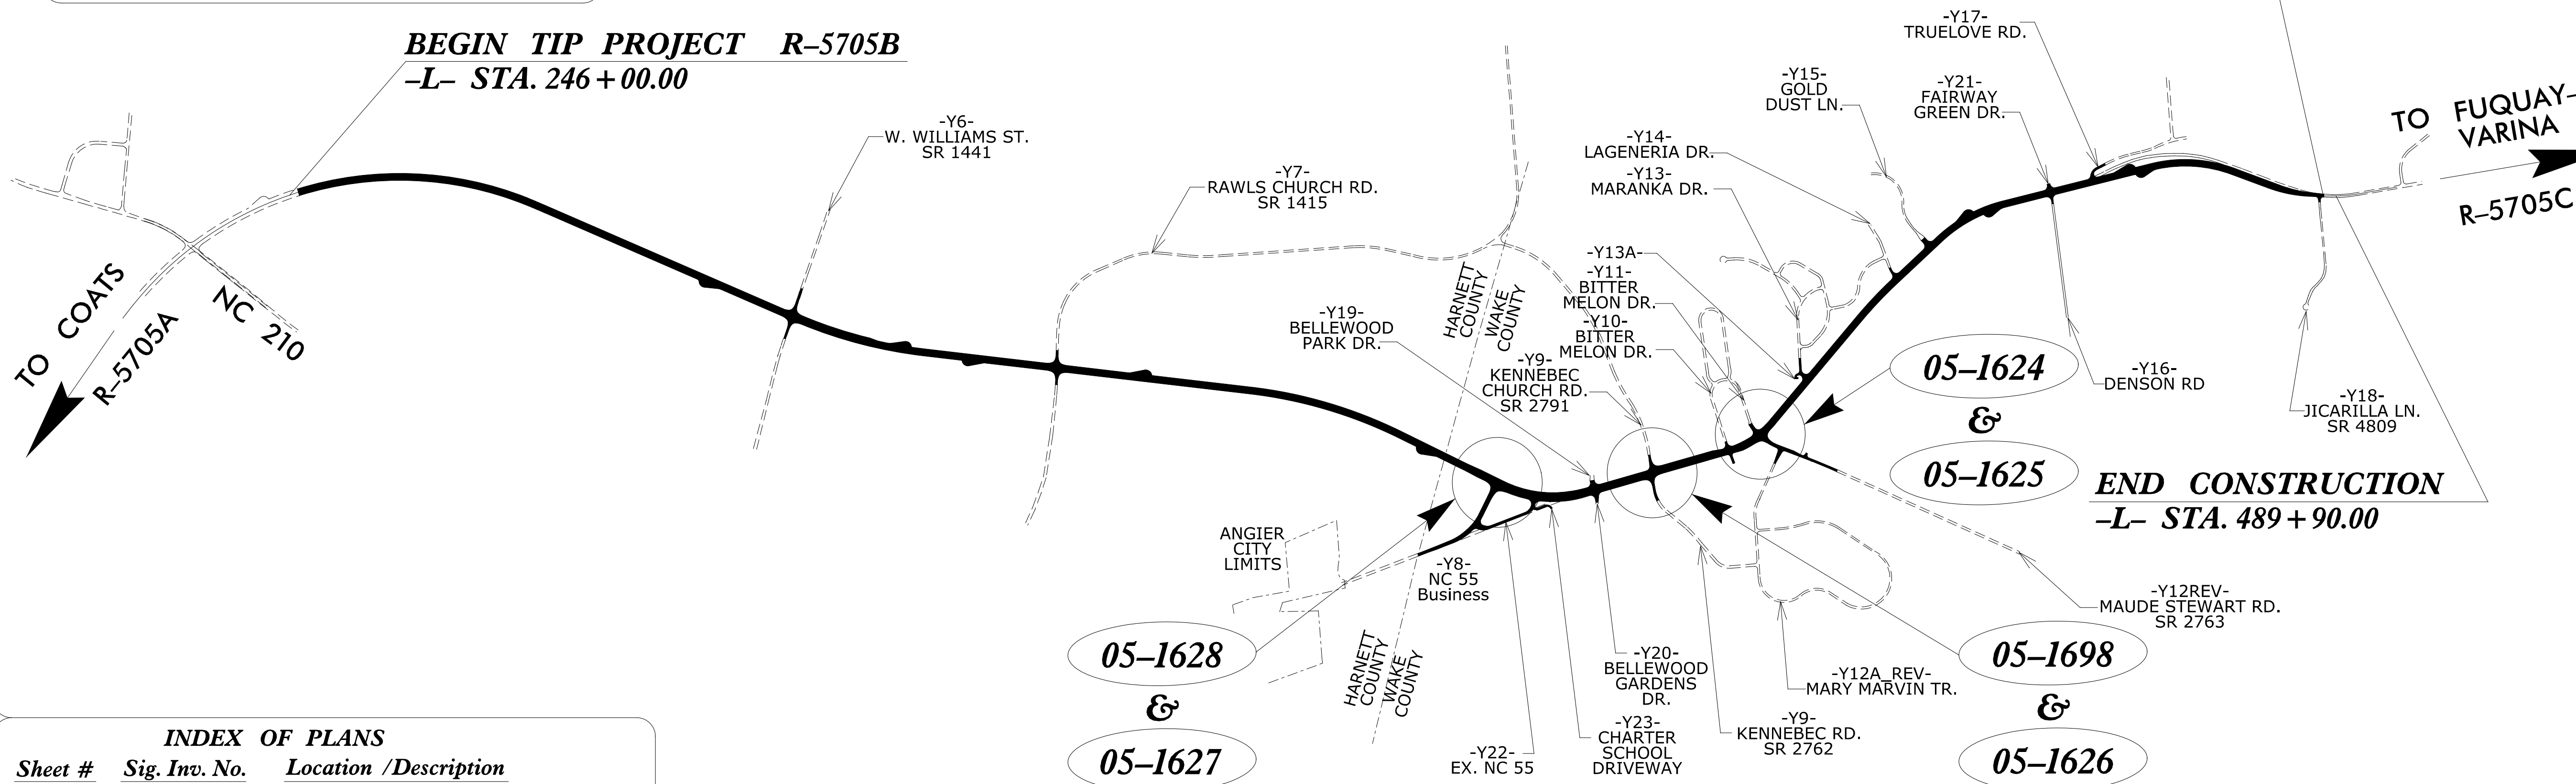 BEGIN TIP PROJECT R–5705B
–L– STA. 246+00.00
-Y6-
W. WILLIAMS ST.
SR 1441
-Y7-
RAWLS CHURCH RD.
SR 1415
-Y17-
TRUELOVE RD.
-Y15-
GOLD
DUST LN.
-Y21-
FAIRWAY
GREEN DR.
-Y14-
LAGENERIA DR.
-Y13-
MARANKA DR.
-Y13A-
-Y11-
BITTER
MELON DR.
-Y10-
BITTER
MELON DR.
-Y19-
BELLEWOOD
PARK DR.
-Y9-
KENNEBEC
CHURCH RD.
SR 2791
HARNETT
COUNTY
WAKE
COUNTY
TO FUQUAY–
VARINA
R–5705C
TO COATS
R–5705A
NC 210
05–1624
&
05–1625
-Y16-
DENSON RD
-Y18-
JICARILLA LN.
SR 4809
END CONSTRUCTION
–L– STA. 489+90.00
ANGIER
CITY
LIMITS
-Y8-
NC 55
Business
-Y12REV-
MAUDE STEWART RD.
SR 2763
HARNETT
COUNTY
WAKE
COUNTY
05–1628
&
05–1627
-Y20-
BELLEWOOD
GARDENS
DR.
-Y12A_REV-
MARY MARVIN TR.
05–1698
&
05–1626
-Y22-
EX. NC 55
-Y23-
CHARTER
SCHOOL
DRIVEWAY
-Y9-
KENNEBEC RD.
SR 2762
INDEX OF PLANS
Sheet # Sig. Inv. No. Location /Description